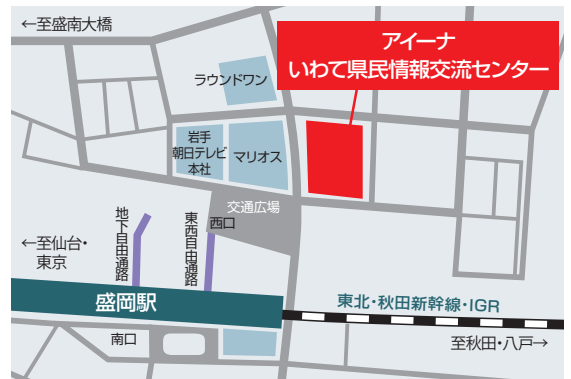 ←至盛南大橋
アイーナ
いわて県民情報交流センター
ラウンドワン
岩手
朝日テレビ
本社
マリオス
交通広場
西口
地下自由通路
東西自由通路
←至仙台・
東京
盛岡駅
東北・秋田新幹線・IGR
南口
至秋田・八戸→